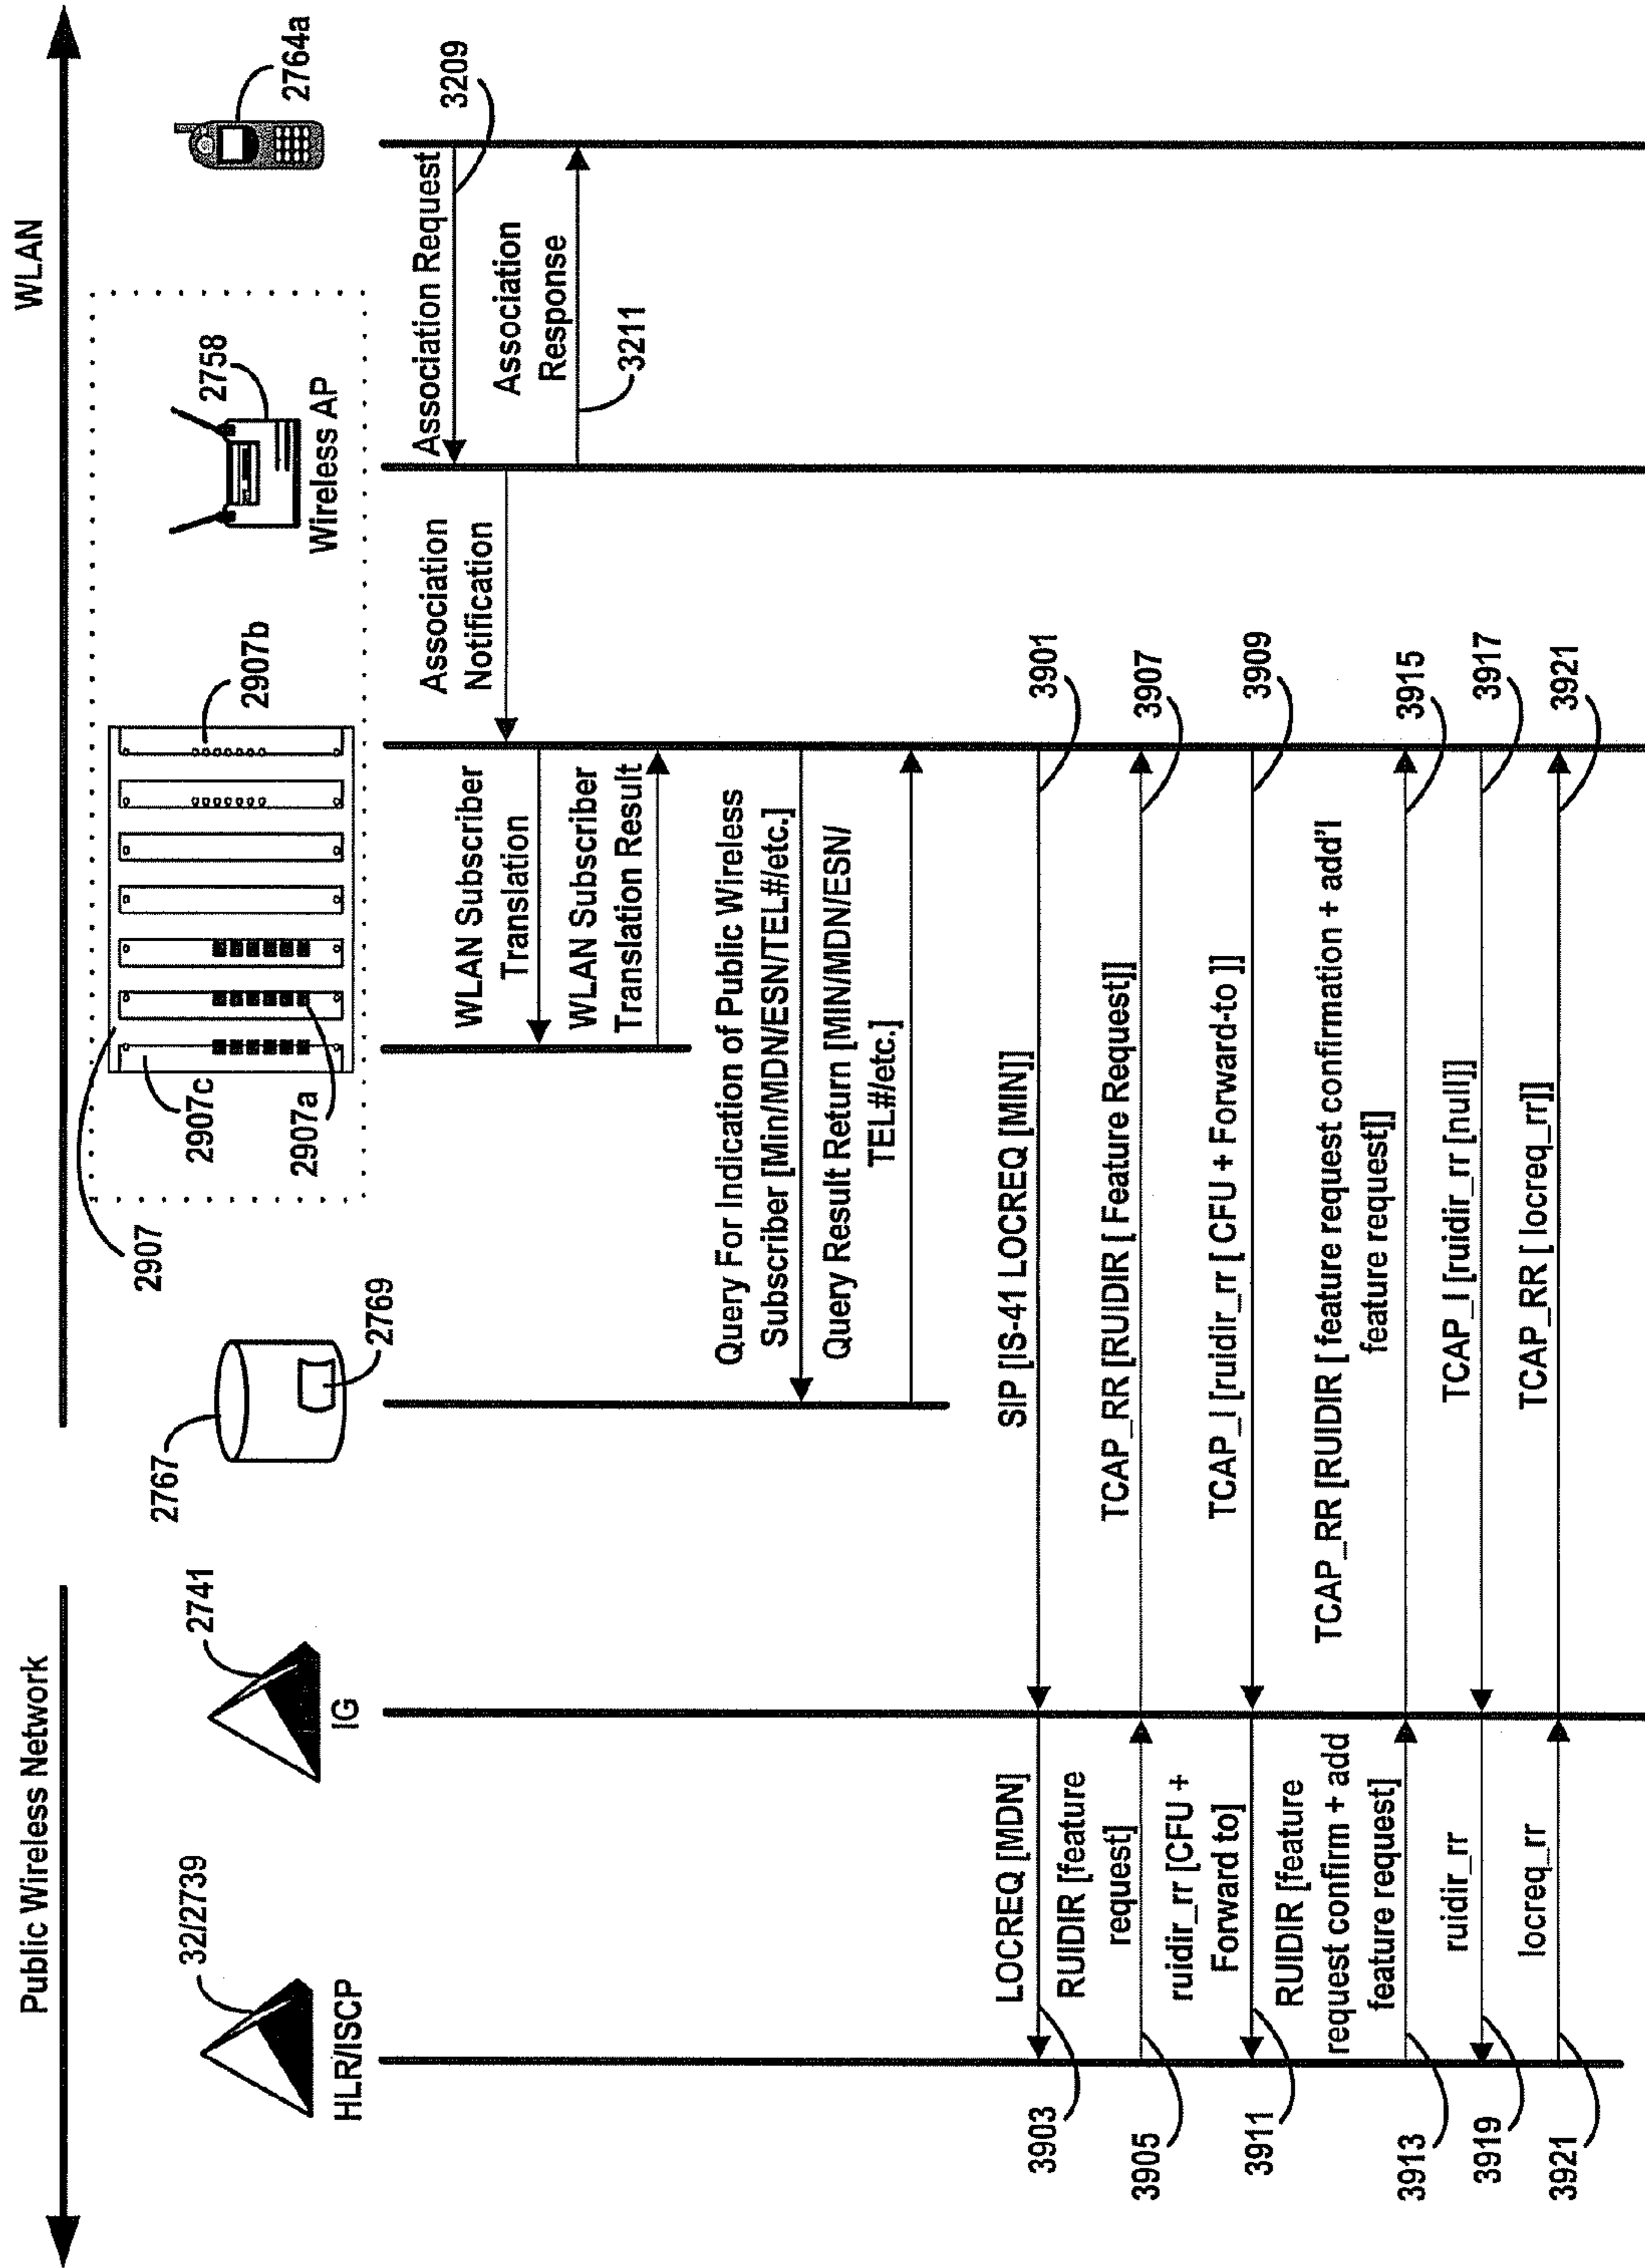 Public Wireless Network
WLAN
32/2739
HLR/ISCP
2741
IG
2767
2769
2907
2907c
2907a
2907b
2758
Wireless AP
2764a
Association Request
3209
Association
Response
3211
Association
Notification
WLAN Subscriber
Translation
WLAN Subscriber
Translation Result
Query For Indication of Public Wireless
Subscriber [Min/MDN/ESN/TEL#/etc.]
Query Result Return [MIN/MDN/ESN/
TEL#/etc.]
3903
LOCREQ [MDN]
SIP [IS-41 LOCREQ [MIN]]
3901
3905
RUIDIR [feature
request]
TCAP_RR [RUIDIR [ Feature Request]]
3907
3911
ruidir_rr [CFU +
Forward to]
TCAP_I [ruidir_rr [ CFU + Forward-to ]]
3909
3913
RUIDIR [feature
request confirm + add
feature request]
TCAP_RR [RUIDIR [ feature request confirmation + add'l
feature request]]
3915
3919
ruidir_rr
TCAP_I [ruidir_rr [null]]
3917
3921
locreq_rr
TCAP_RR [ locreq_rr]]
3921